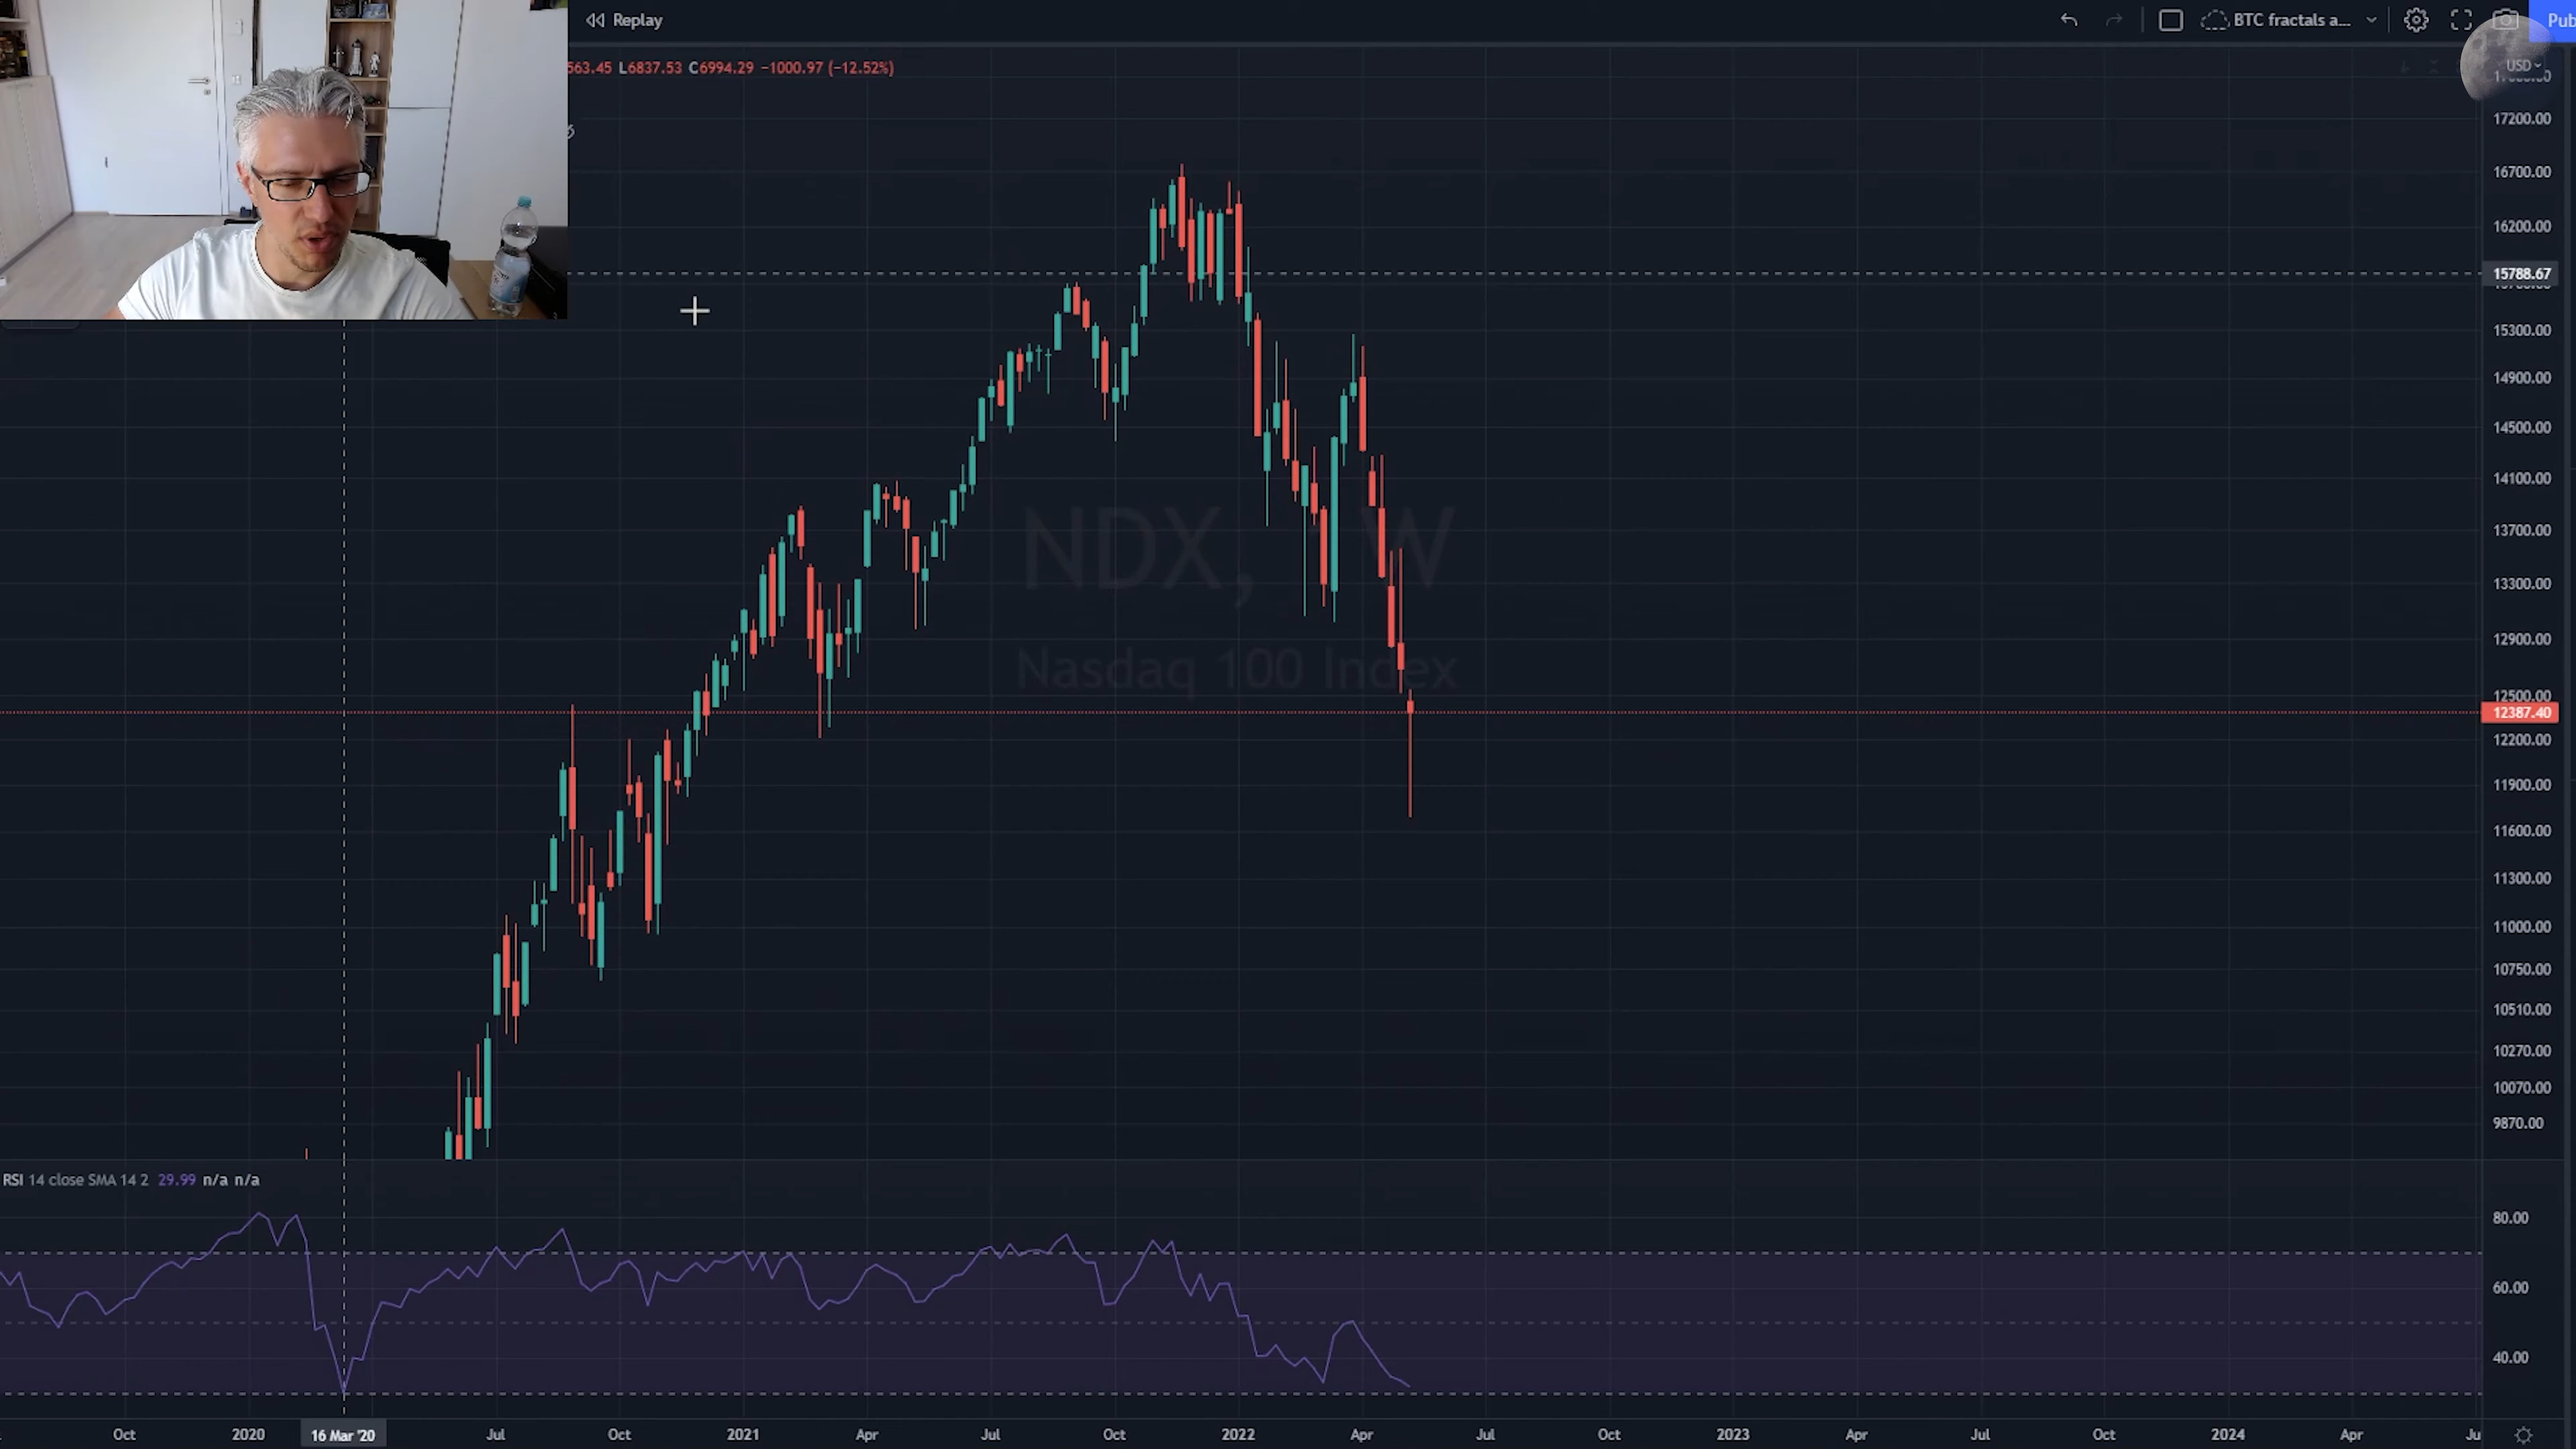 Replay
BTC fractals a...
Pub
563.45 L6837.53 C6994.29 −1000.97 (−12.52%)
USD
17200.00
16700.00
16200.00
15788.67
15300.00
14900.00
14500.00
14100.00
13700.00
13300.00
12900.00
12500.00
12387.40
12200.00
11900.00
11600.00
11300.00
11000.00
10750.00
10510.00
10270.00
10070.00
9870.00
NDX, W
Nasdaq 100 Index
RSI 14 close SMA 14 2 29.99 n/a n/a
80.00
60.00
40.00
Oct 2020 16 Mar '20 Jul Oct 2021 Apr Jul Oct 2022 Apr Jul Oct 2023 Apr Jul Oct 2024 Apr Ju